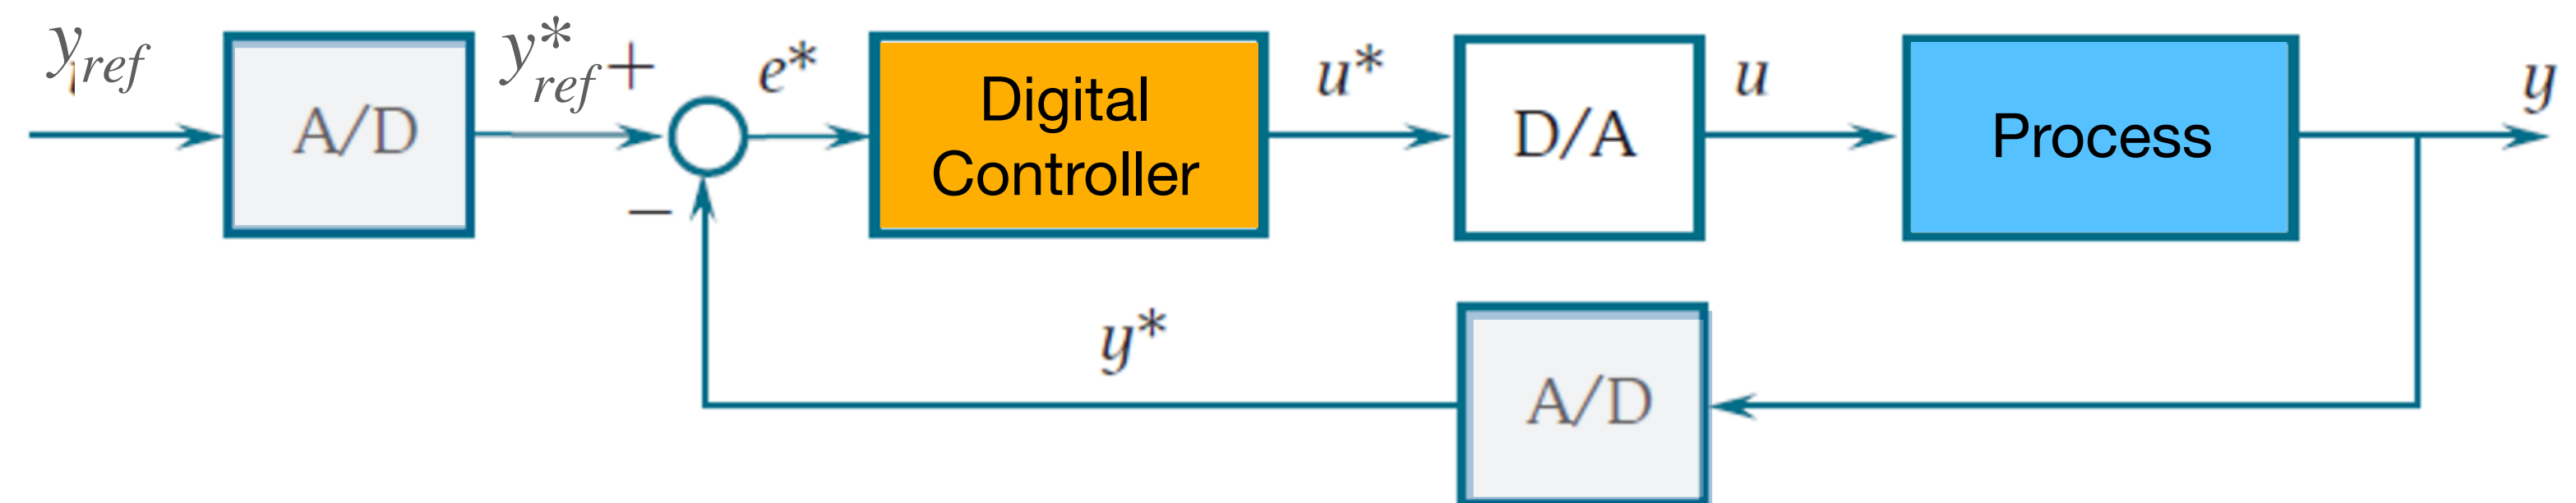 y_ref
A/D
y*_ref
+
−
e*
Digital
Controller
u*
D/A
u
Process
y
y*
A/D